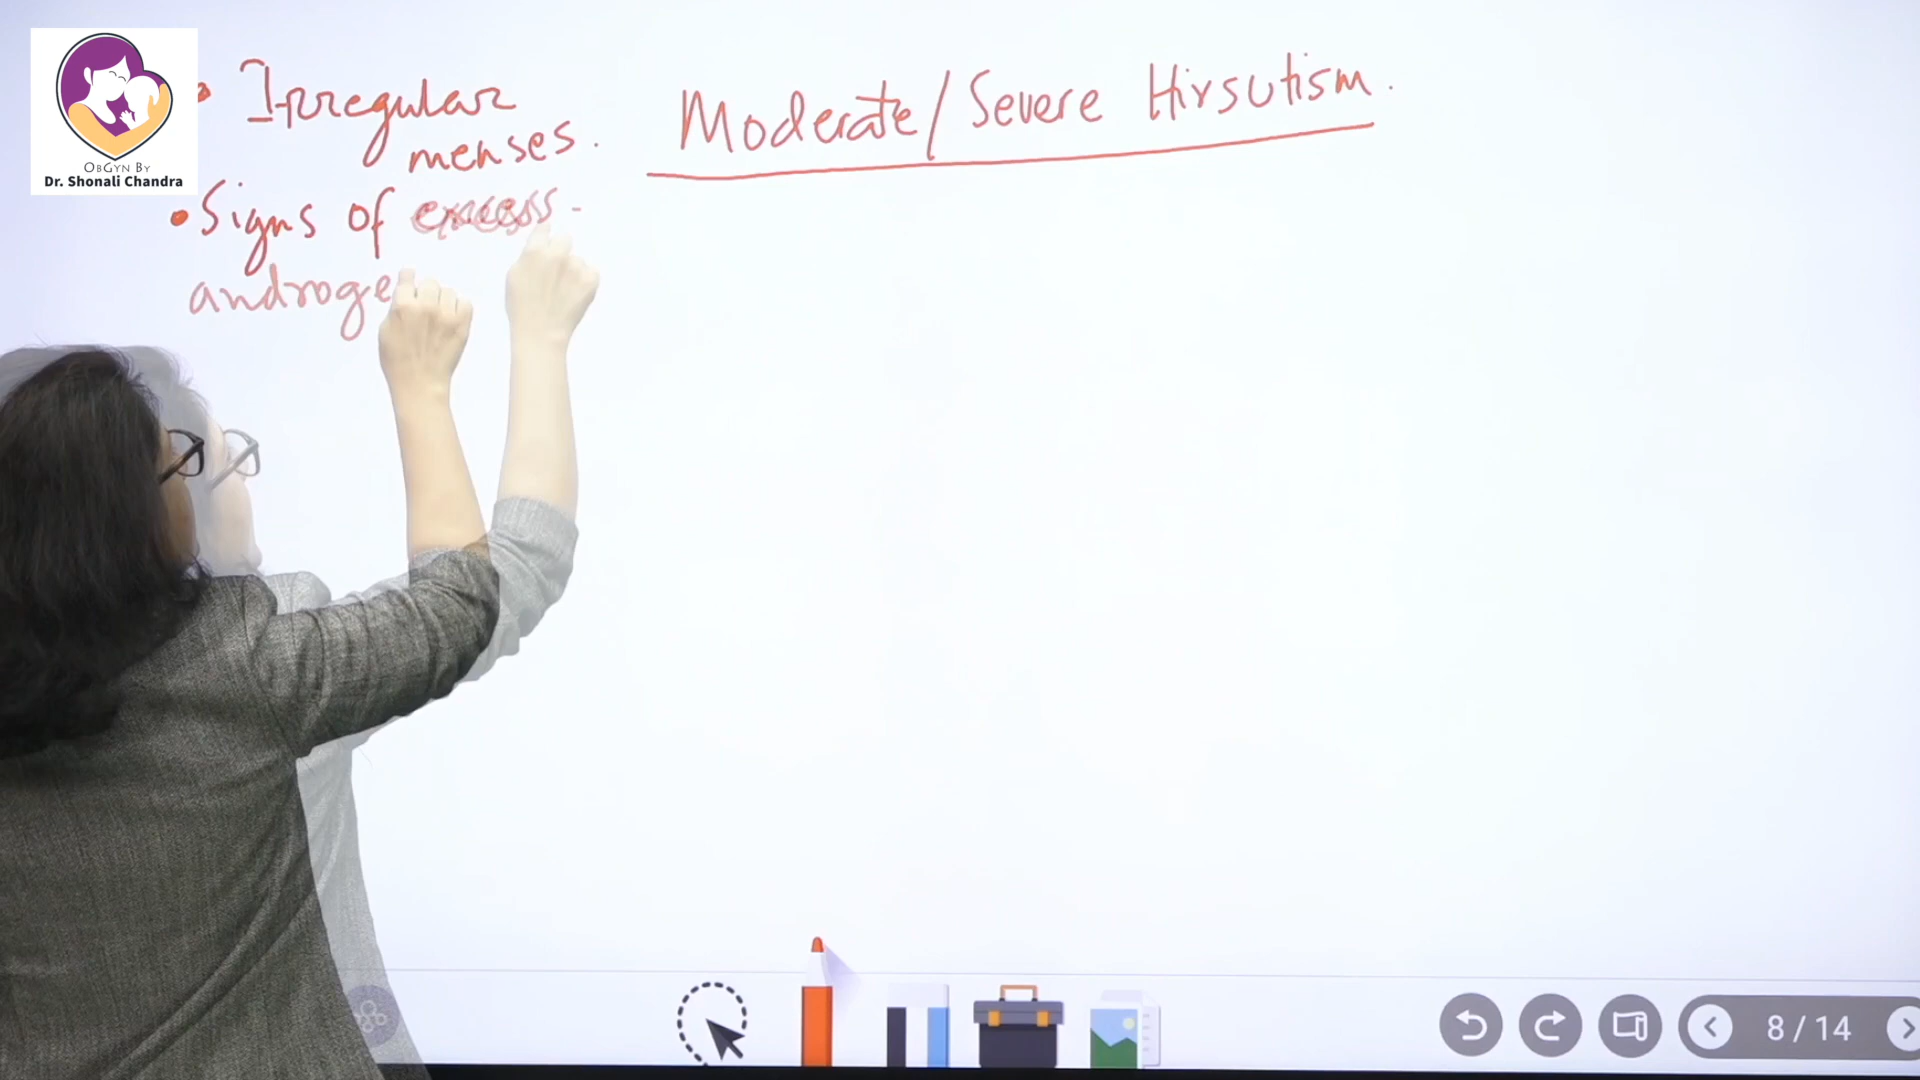 • Irregular
menses.
Moderate/Severe Hirsutism.
• Signs of excess
androge
OBGYN BY
Dr. Shonali Chandra
8 / 14